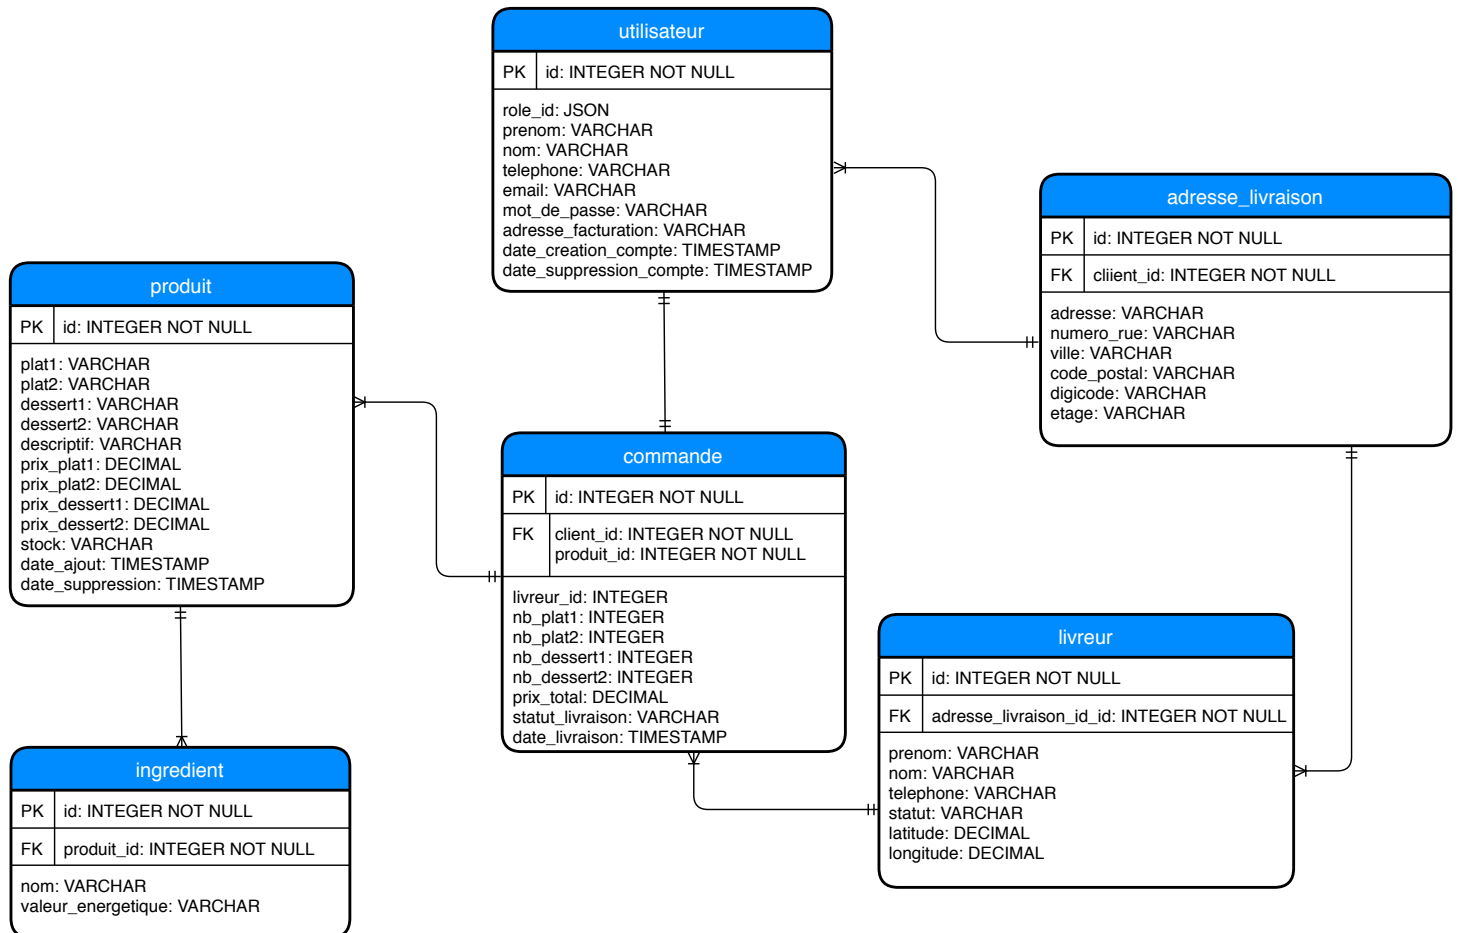 utilisateur
PK id: INTEGER NOT NULL
role_id: JSON
prenom: VARCHAR
nom: VARCHAR
telephone: VARCHAR
email: VARCHAR
mot_de_passe: VARCHAR
adresse_facturation: VARCHAR
date_creation_compte: TIMESTAMP
date_suppression_compte: TIMESTAMP
adresse_livraison
PK id: INTEGER NOT NULL
FK cliient_id: INTEGER NOT NULL
adresse: VARCHAR
numero_rue: VARCHAR
ville: VARCHAR
code_postal: VARCHAR
digicode: VARCHAR
etage: VARCHAR
produit
PK id: INTEGER NOT NULL
plat1: VARCHAR
plat2: VARCHAR
dessert1: VARCHAR
dessert2: VARCHAR
descriptif: VARCHAR
prix_plat1: DECIMAL
prix_plat2: DECIMAL
prix_dessert1: DECIMAL
prix_dessert2: DECIMAL
stock: VARCHAR
date_ajout: TIMESTAMP
date_suppression: TIMESTAMP
commande
PK id: INTEGER NOT NULL
FK client_id: INTEGER NOT NULL
produit_id: INTEGER NOT NULL
livreur_id: INTEGER
nb_plat1: INTEGER
nb_plat2: INTEGER
nb_dessert1: INTEGER
nb_dessert2: INTEGER
prix_total: DECIMAL
statut_livraison: VARCHAR
date_livraison: TIMESTAMP
livreur
PK id: INTEGER NOT NULL
FK adresse_livraison_id_id: INTEGER NOT NULL
prenom: VARCHAR
nom: VARCHAR
telephone: VARCHAR
statut: VARCHAR
latitude: DECIMAL
longitude: DECIMAL
ingredient
PK id: INTEGER NOT NULL
FK produit_id: INTEGER NOT NULL
nom: VARCHAR
valeur_energetique: VARCHAR